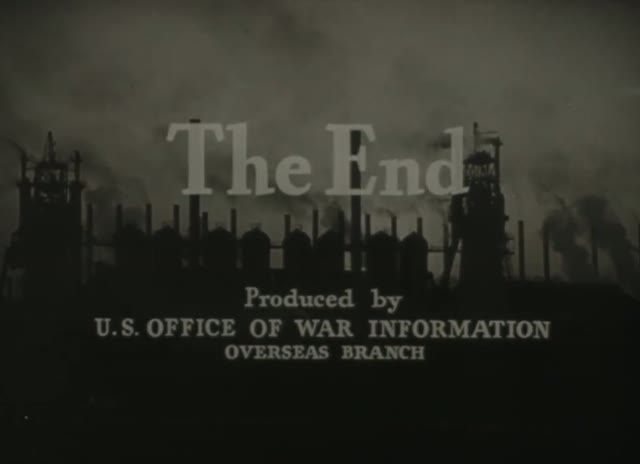 The End
Produced by
U.S. OFFICE OF WAR INFORMATION
OVERSEAS BRANCH